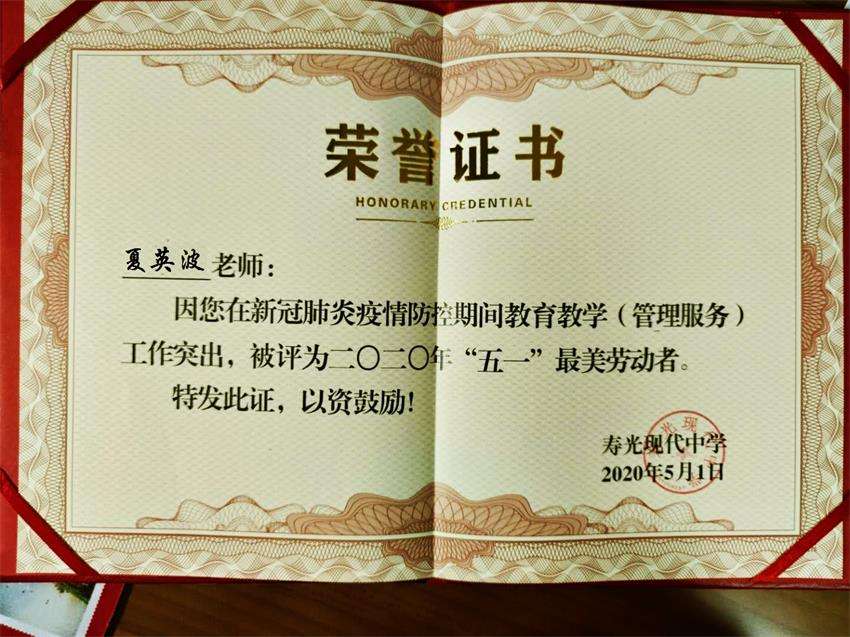 荣誉证书
HONORARY CREDENTIAL
夏英波老师：
因您在新冠肺炎疫情防控期间教育教学（管理服务）
工作突出，被评为二〇二〇年“五一”最美劳动者。
特发此证，以资鼓励！
寿光现代中学
2020年5月1日